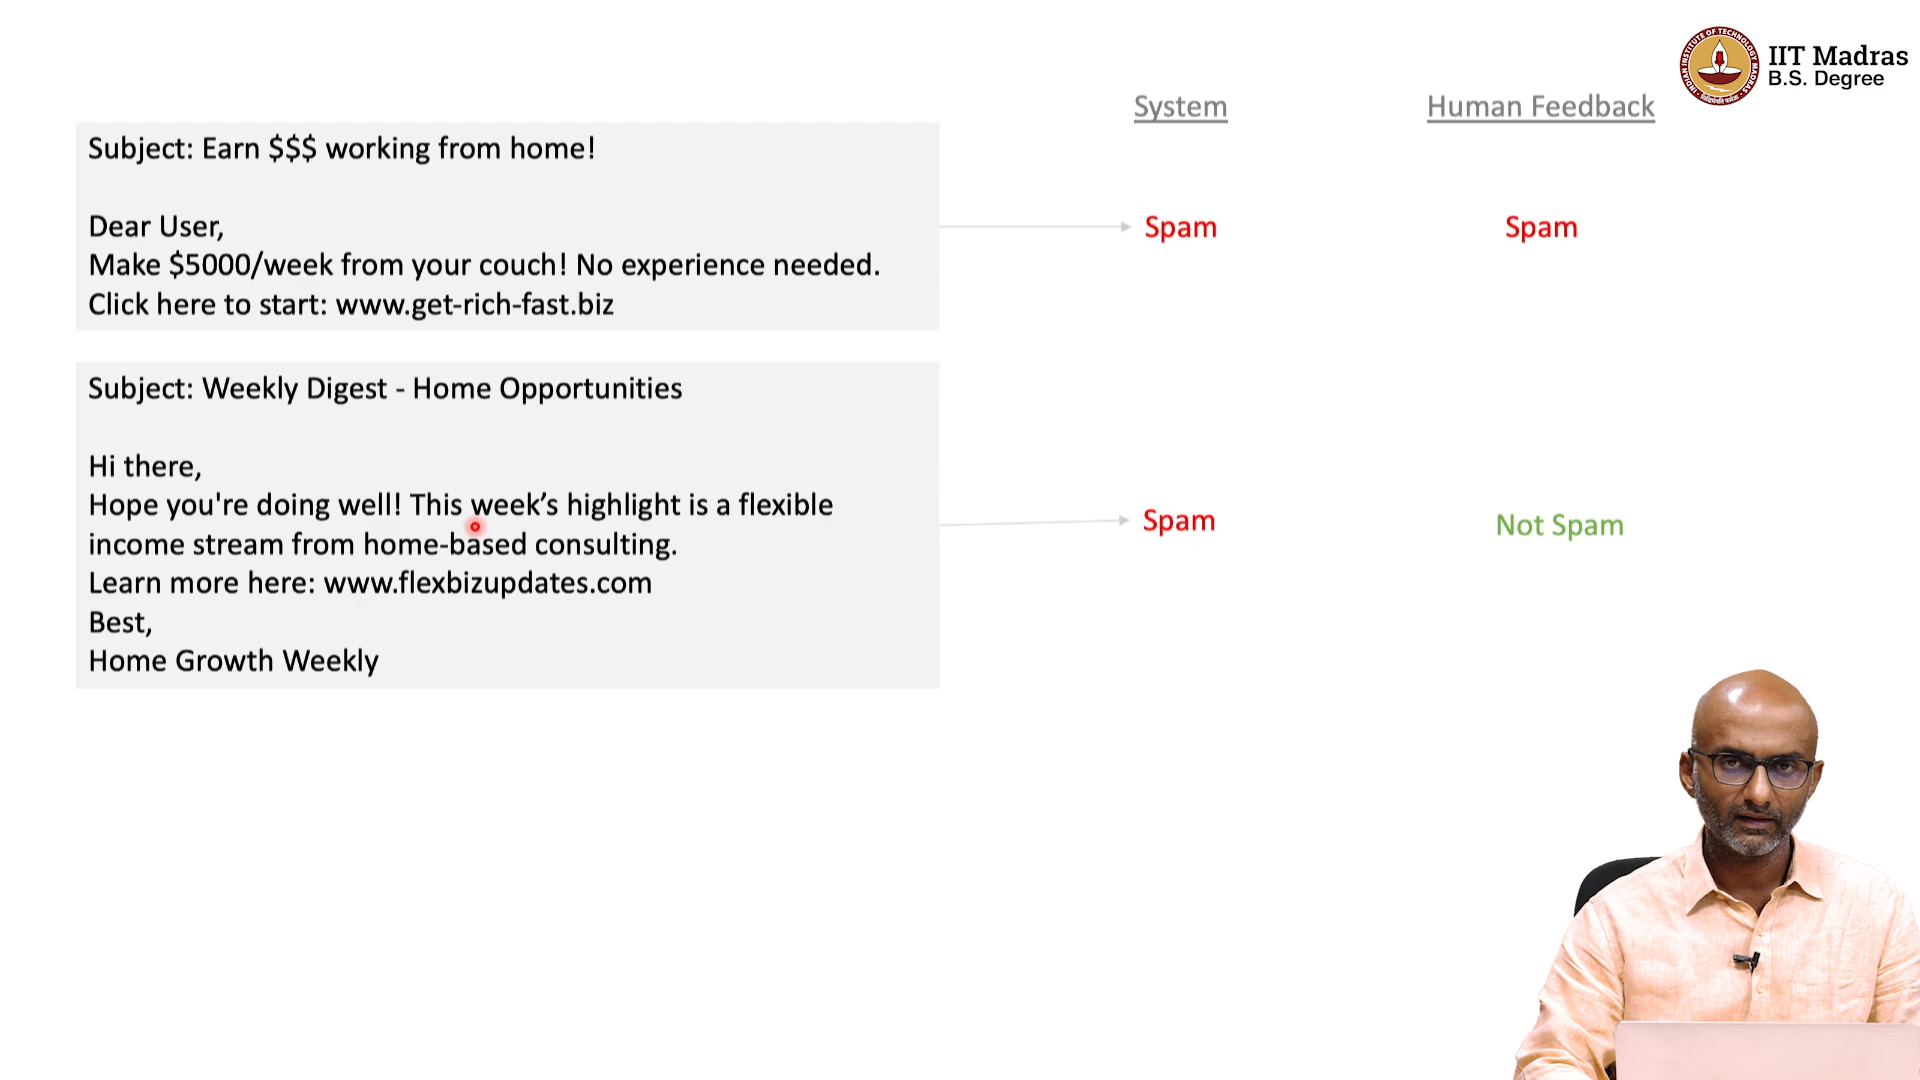 IIT Madras
B.S. Degree
System
Human Feedback
Subject: Earn $$$ working from home!
Dear User,
Make $5000/week from your couch! No experience needed.
Click here to start: www.get-rich-fast.biz
Spam
Spam
Subject: Weekly Digest - Home Opportunities
Hi there,
Hope you're doing well! This week’s highlight is a flexible
income stream from home-based consulting.
Learn more here: www.flexbizupdates.com
Best,
Home Growth Weekly
Spam
Not Spam